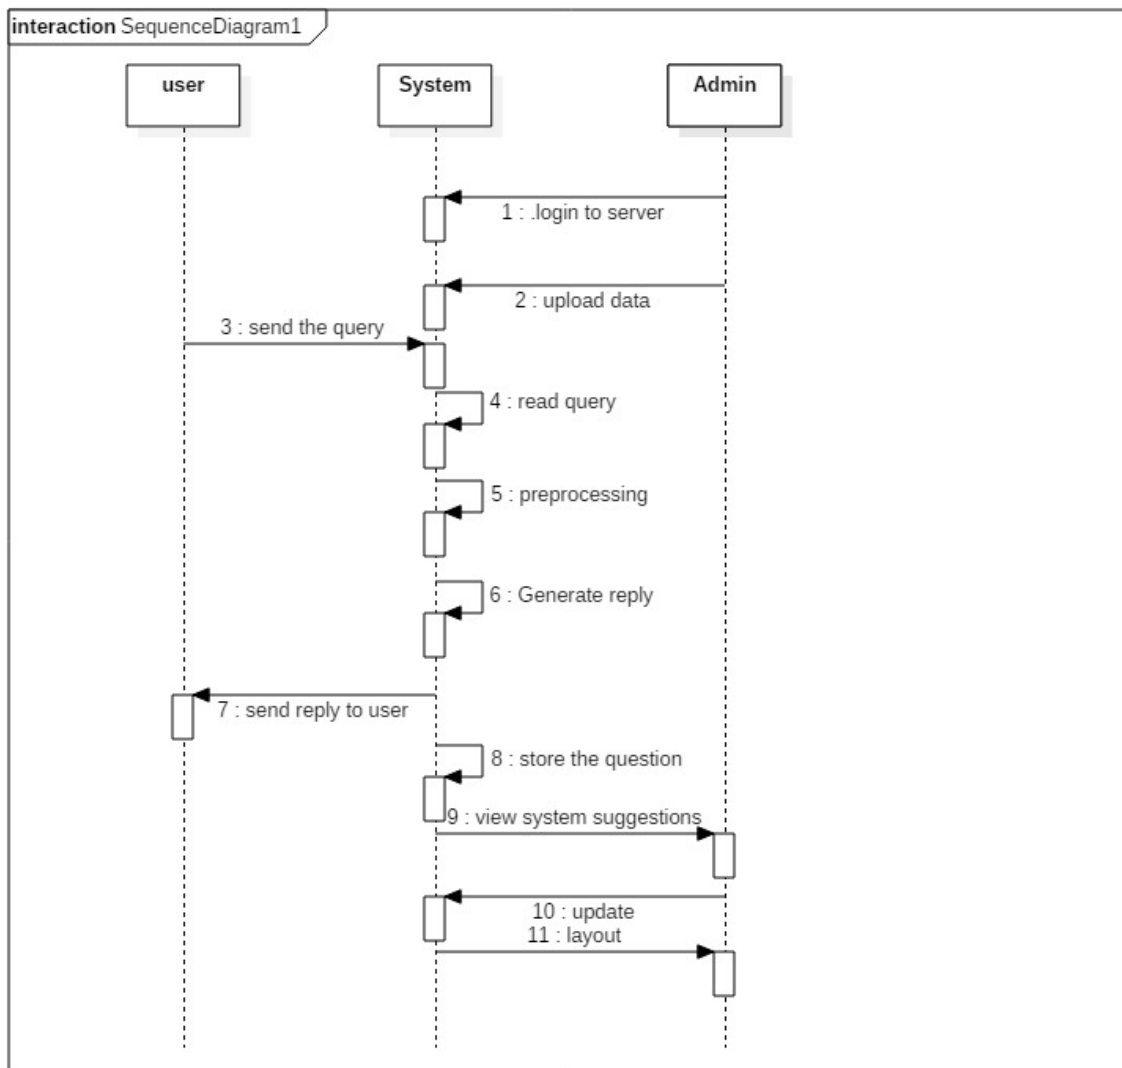 interaction SequenceDiagram1
user
System
Admin
1 : .login to server
2 : upload data
3 : send the query
4 : read query
5 : preprocessing
6 : Generate reply
7 : send reply to user
8 : store the question
9 : view system suggestions
10 : update
11 : layout